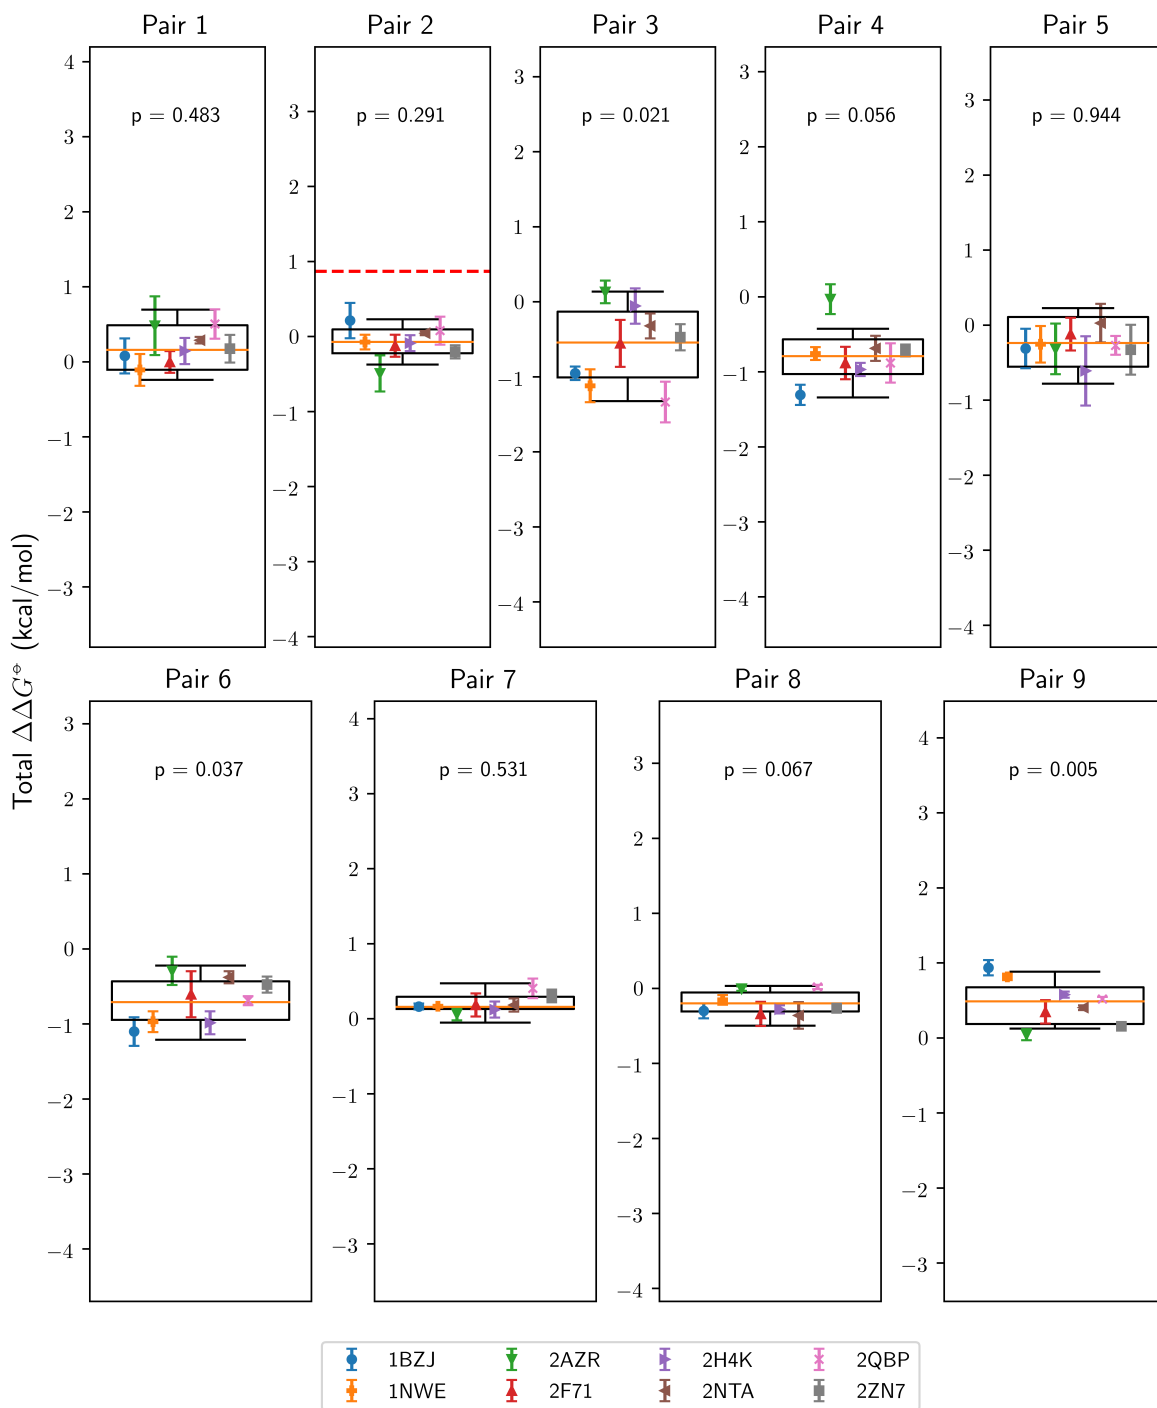 Pair 1 Pair 2 Pair 3 Pair 4 Pair 5
p = 0.483 p = 0.291 p = 0.021 p = 0.056 p = 0.944
4 3 2 1 0 −1 −2 −3
3 2 1 0 −1 −2 −3 −4
3 2 1 0 −1 −2 −3 −4
3 2 1 0 −1 −2 −3 −4
3 2 1 0 −1 −2 −3 −4
Total ΔΔG^⦵ (kcal/mol)
Pair 6 Pair 7 Pair 8 Pair 9
p = 0.037 p = 0.531 p = 0.067 p = 0.005
3 2 1 0 −1 −2 −3 −4
4 3 2 1 0 −1 −2 −3
3 2 1 0 −1 −2 −3 −4
4 3 2 1 0 −1 −2 −3
1BZJ 2AZR 2H4K 2QBP
1NWE 2F71 2NTA 2ZN7